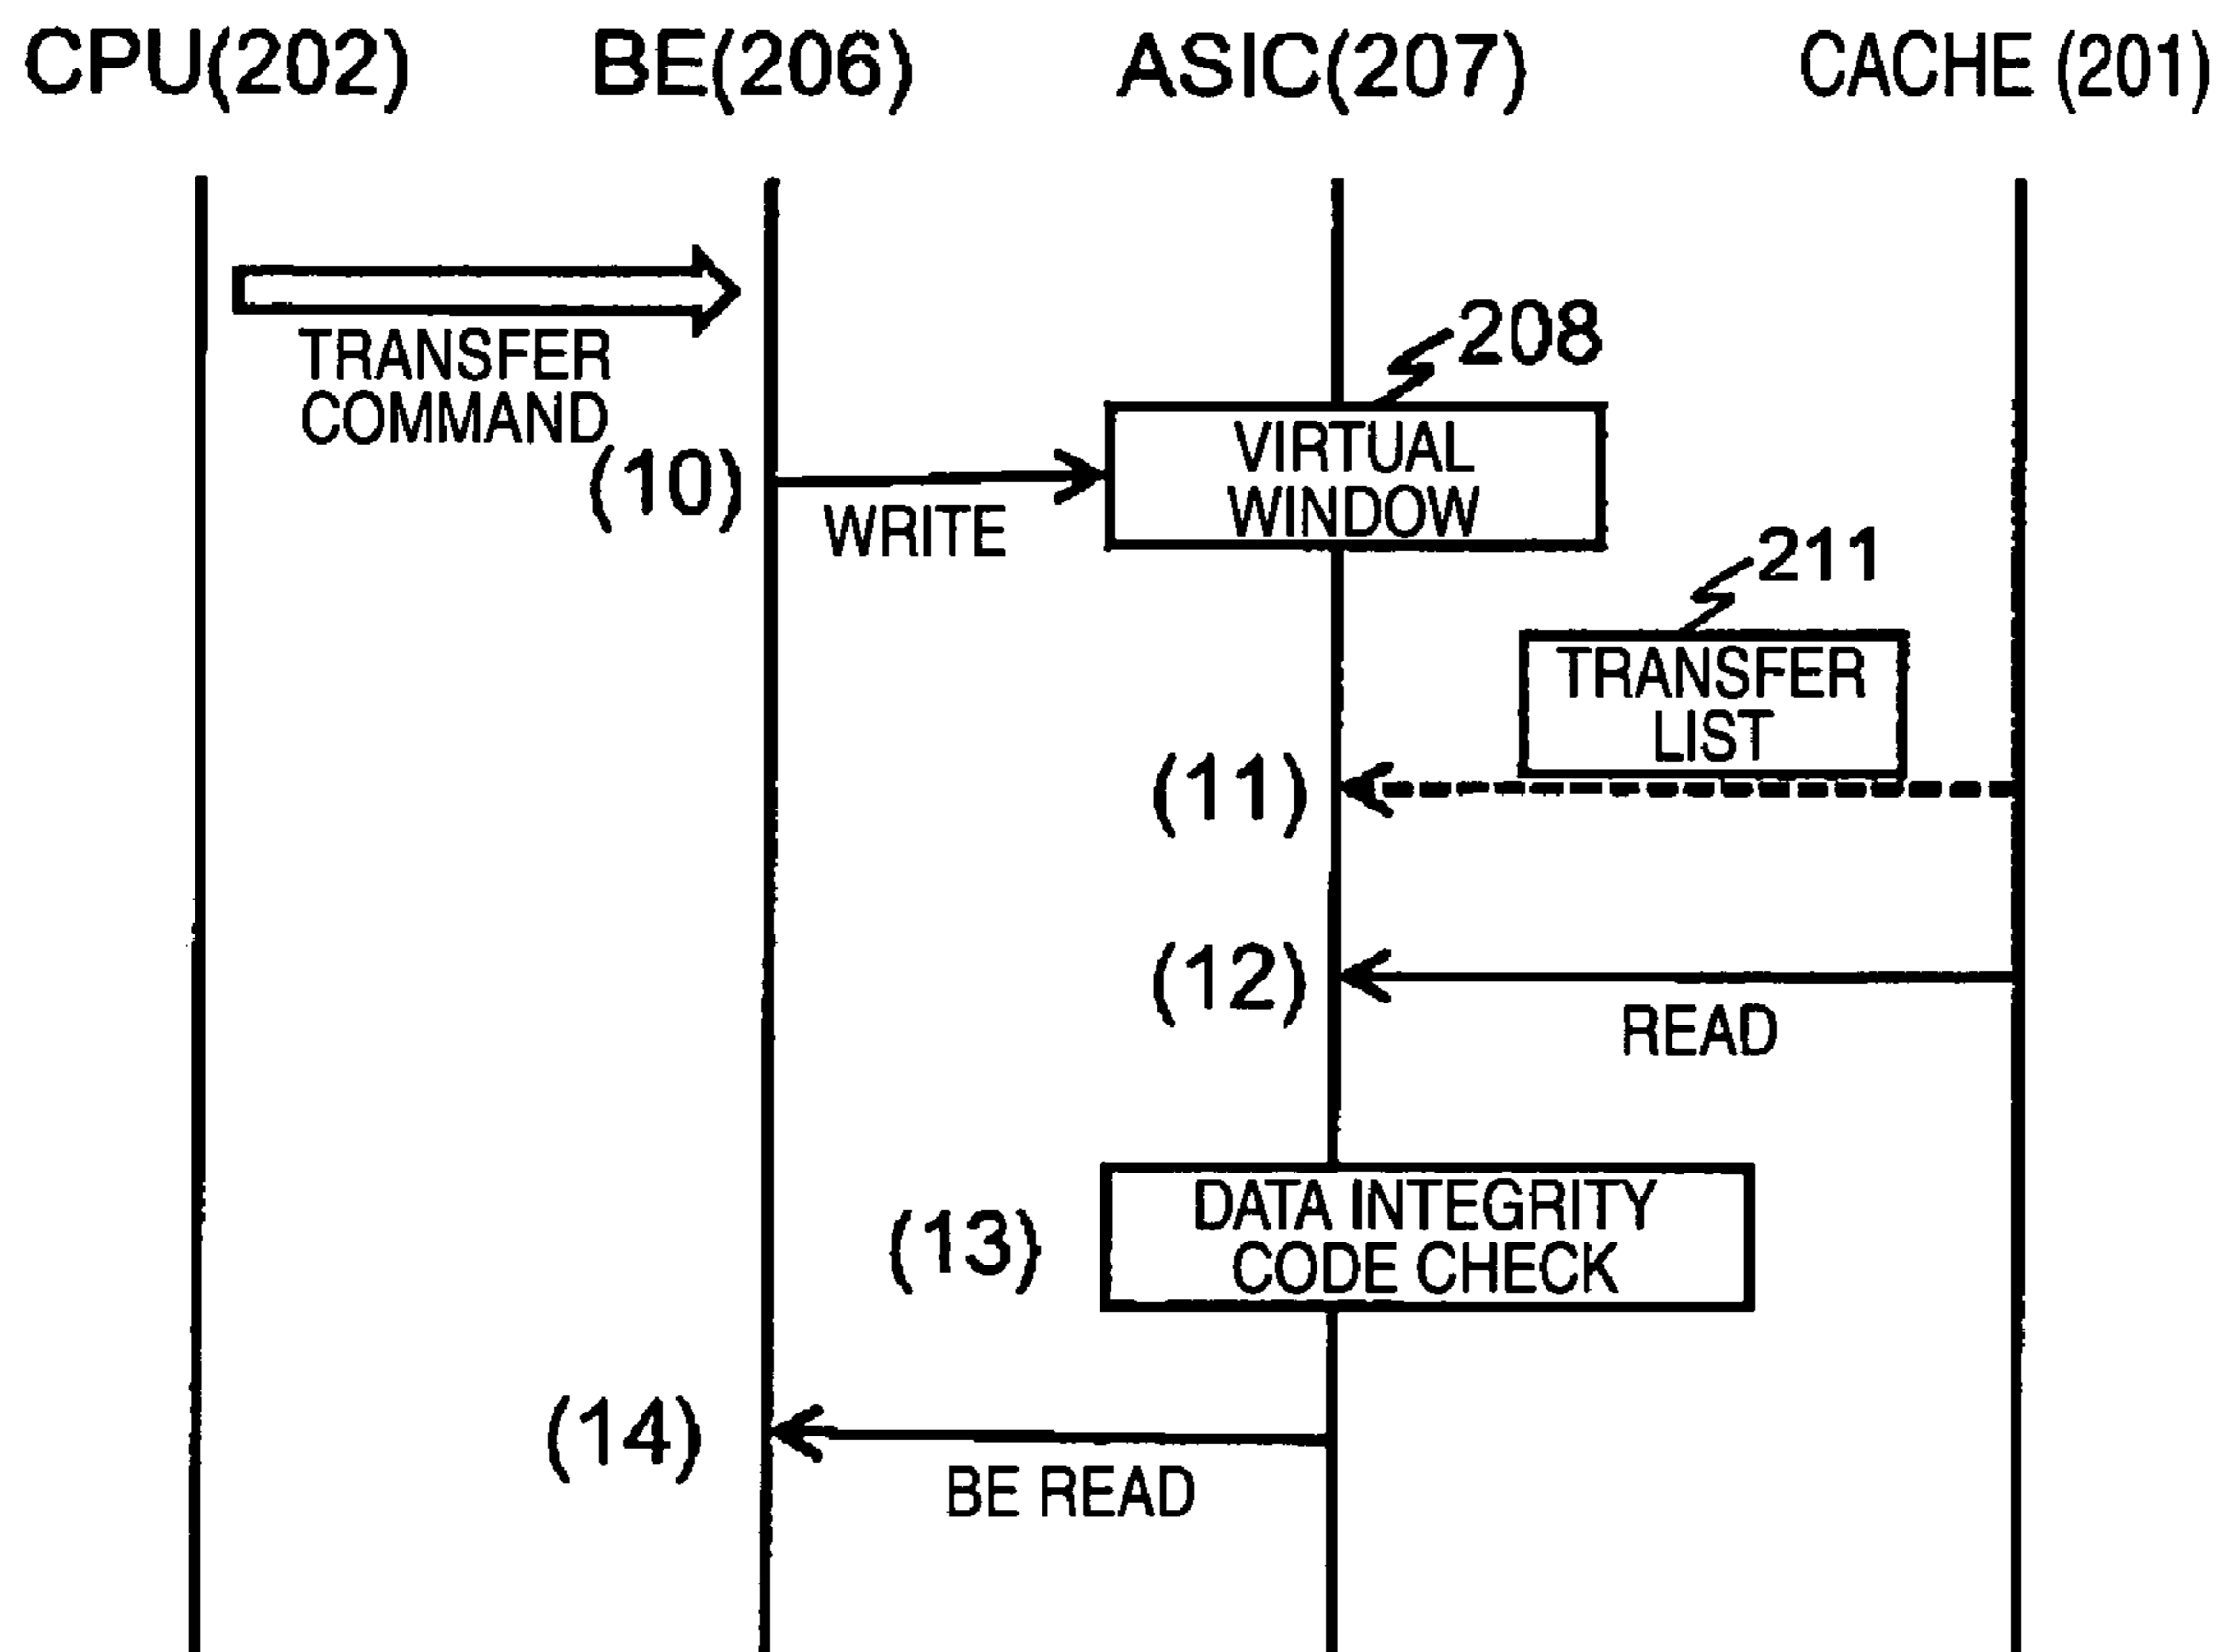 CPU(202) BE(206) ASIC(207) CACHE (201)
TRANSFER
COMMAND
208
VIRTUAL
WINDOW
(10)
WRITE
211
TRANSFER
LIST
(11)
(12)
READ
(13)
DATA INTEGRITY
CODE CHECK
(14)
BE READ